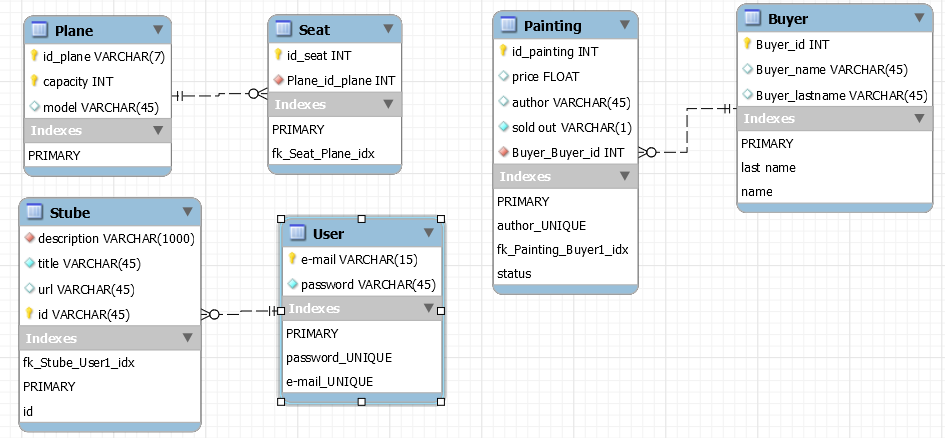 Plane
id_plane VARCHAR(7)
capacity INT
model VARCHAR(45)
Indexes
PRIMARY
Seat
id_seat INT
Plane_id_plane INT
Indexes
PRIMARY
fk_Seat_Plane_idx
Painting
id_painting INT
price FLOAT
author VARCHAR(45)
sold out VARCHAR(1)
Buyer_Buyer_id INT
Indexes
PRIMARY
author_UNIQUE
fk_Painting_Buyer1_idx
status
Buyer
Buyer_id INT
Buyer_name VARCHAR(45)
Buyer_lastname VARCHAR(45)
Indexes
PRIMARY
last name
name
Stube
description VARCHAR(1000)
title VARCHAR(45)
url VARCHAR(45)
id VARCHAR(45)
Indexes
fk_Stube_User1_idx
PRIMARY
id
User
e-mail VARCHAR(15)
password VARCHAR(45)
Indexes
PRIMARY
password_UNIQUE
e-mail_UNIQUE